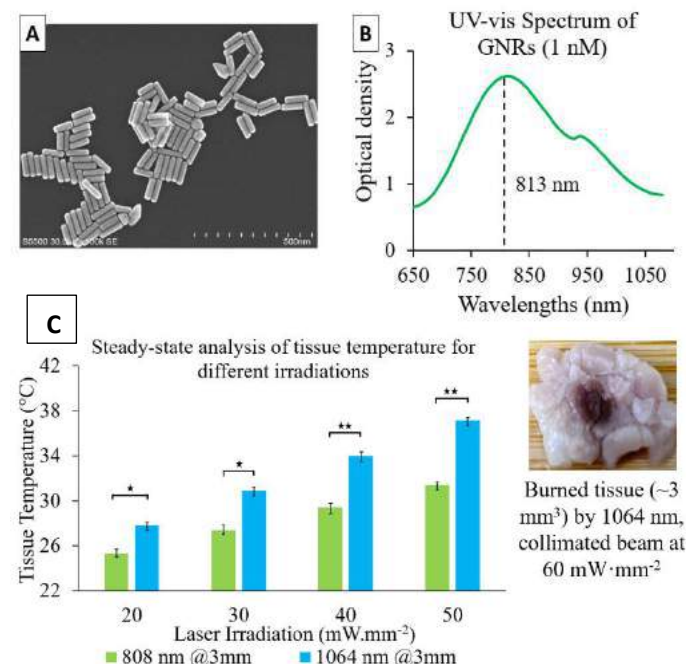 A
500nm
B
UV-vis Spectrum of
GNRs (1 nM)
3
2
1
0
Optical density
813 nm
650
750
850
950
1050
Wavelengths (nm)
C
Steady-state analysis of tissue temperature for
different irradiations
42
38
34
30
26
22
Tissue Temperature (°C)
*
*
**
**
20
30
40
50
Laser Irradiation (mW.mm⁻²)
808 nm @3mm
1064 nm @3mm
Burned tissue (~3
mm³) by 1064 nm,
collimated beam at
60 mW·mm⁻²